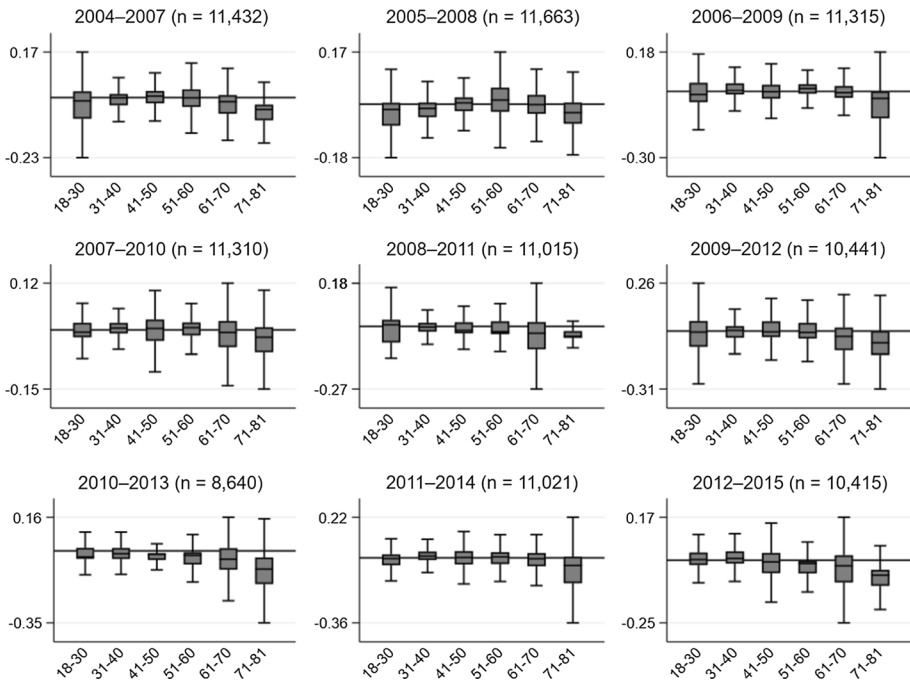 2004–2007 (n = 11,432)
0.17
-0.23
18-30 31-40 41-50 51-60 61-70 71-81
2005–2008 (n = 11,663)
0.17
-0.18
18-30 31-40 41-50 51-60 61-70 71-81
2006–2009 (n = 11,315)
0.18
-0.30
18-30 31-40 41-50 51-60 61-70 71-81
2007–2010 (n = 11,310)
0.12
-0.15
18-30 31-40 41-50 51-60 61-70 71-81
2008–2011 (n = 11,015)
0.18
-0.27
18-30 31-40 41-50 51-60 61-70 71-81
2009–2012 (n = 10,441)
0.26
-0.31
18-30 31-40 41-50 51-60 61-70 71-81
2010–2013 (n = 8,640)
0.16
-0.35
18-30 31-40 41-50 51-60 61-70 71-81
2011–2014 (n = 11,021)
0.22
-0.36
18-30 31-40 41-50 51-60 61-70 71-81
2012–2015 (n = 10,415)
0.17
-0.25
18-30 31-40 41-50 51-60 61-70 71-81